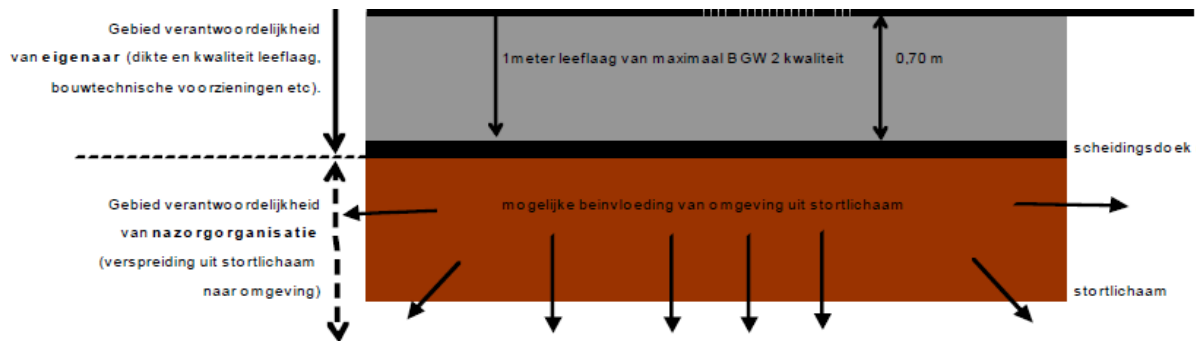 Gebied verantwoordelijkheid
van eigenaar (dikte en kwaliteit leeflaag,
bouwtechnische voorzieningen etc).
1meter leeflaag van maximaal BGW 2 kwaliteit
0,70 m
scheidingsdoek
Gebied verantwoordelijkheid
van nazorgorganisatie
(verspreiding uit stortlichaam
naar omgeving)
mogelijke beinvloeding van omgeving uit stortlichaam
stortlichaam